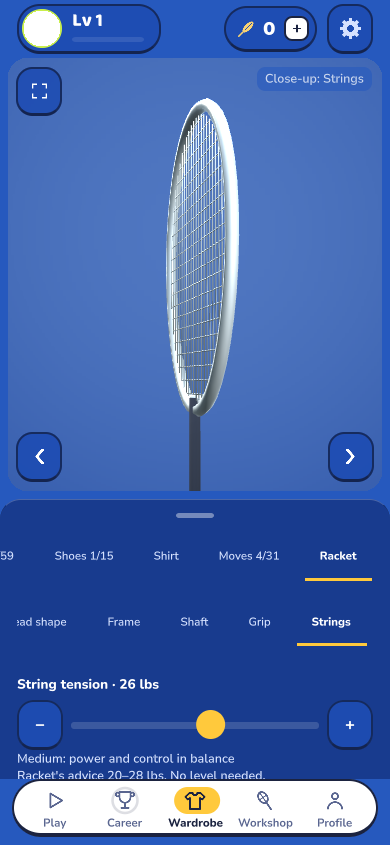 Lv 1
0
+
Close-up: Strings
59
Shoes 1/15
Shirt
Moves 4/31
Racket
ead shape
Frame
Shaft
Grip
Strings
String tension · 26 lbs
−
+
Medium: power and control in balance
Racket's advice 20–28 lbs. No level needed.
Play
Career
Wardrobe
Workshop
Profile